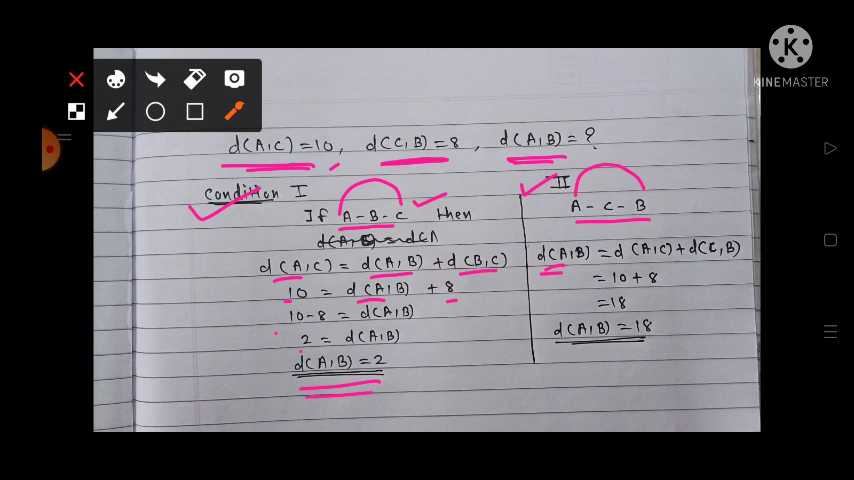 KINEMASTER
d(A,C) = 10, d(C,B) = 8, d(A,B) = ?
Condition I
If A - B - C then
d(A,C) = d(A,B) + d(B,C)
10 = d(A,B) + 8
10-8 = d(A,B)
2 = d(A,B)
d(A,B) = 2
II
A - C - B
d(A,B) = d(A,C) + d(C,B)
= 10 + 8
= 18
d(A,B) = 18